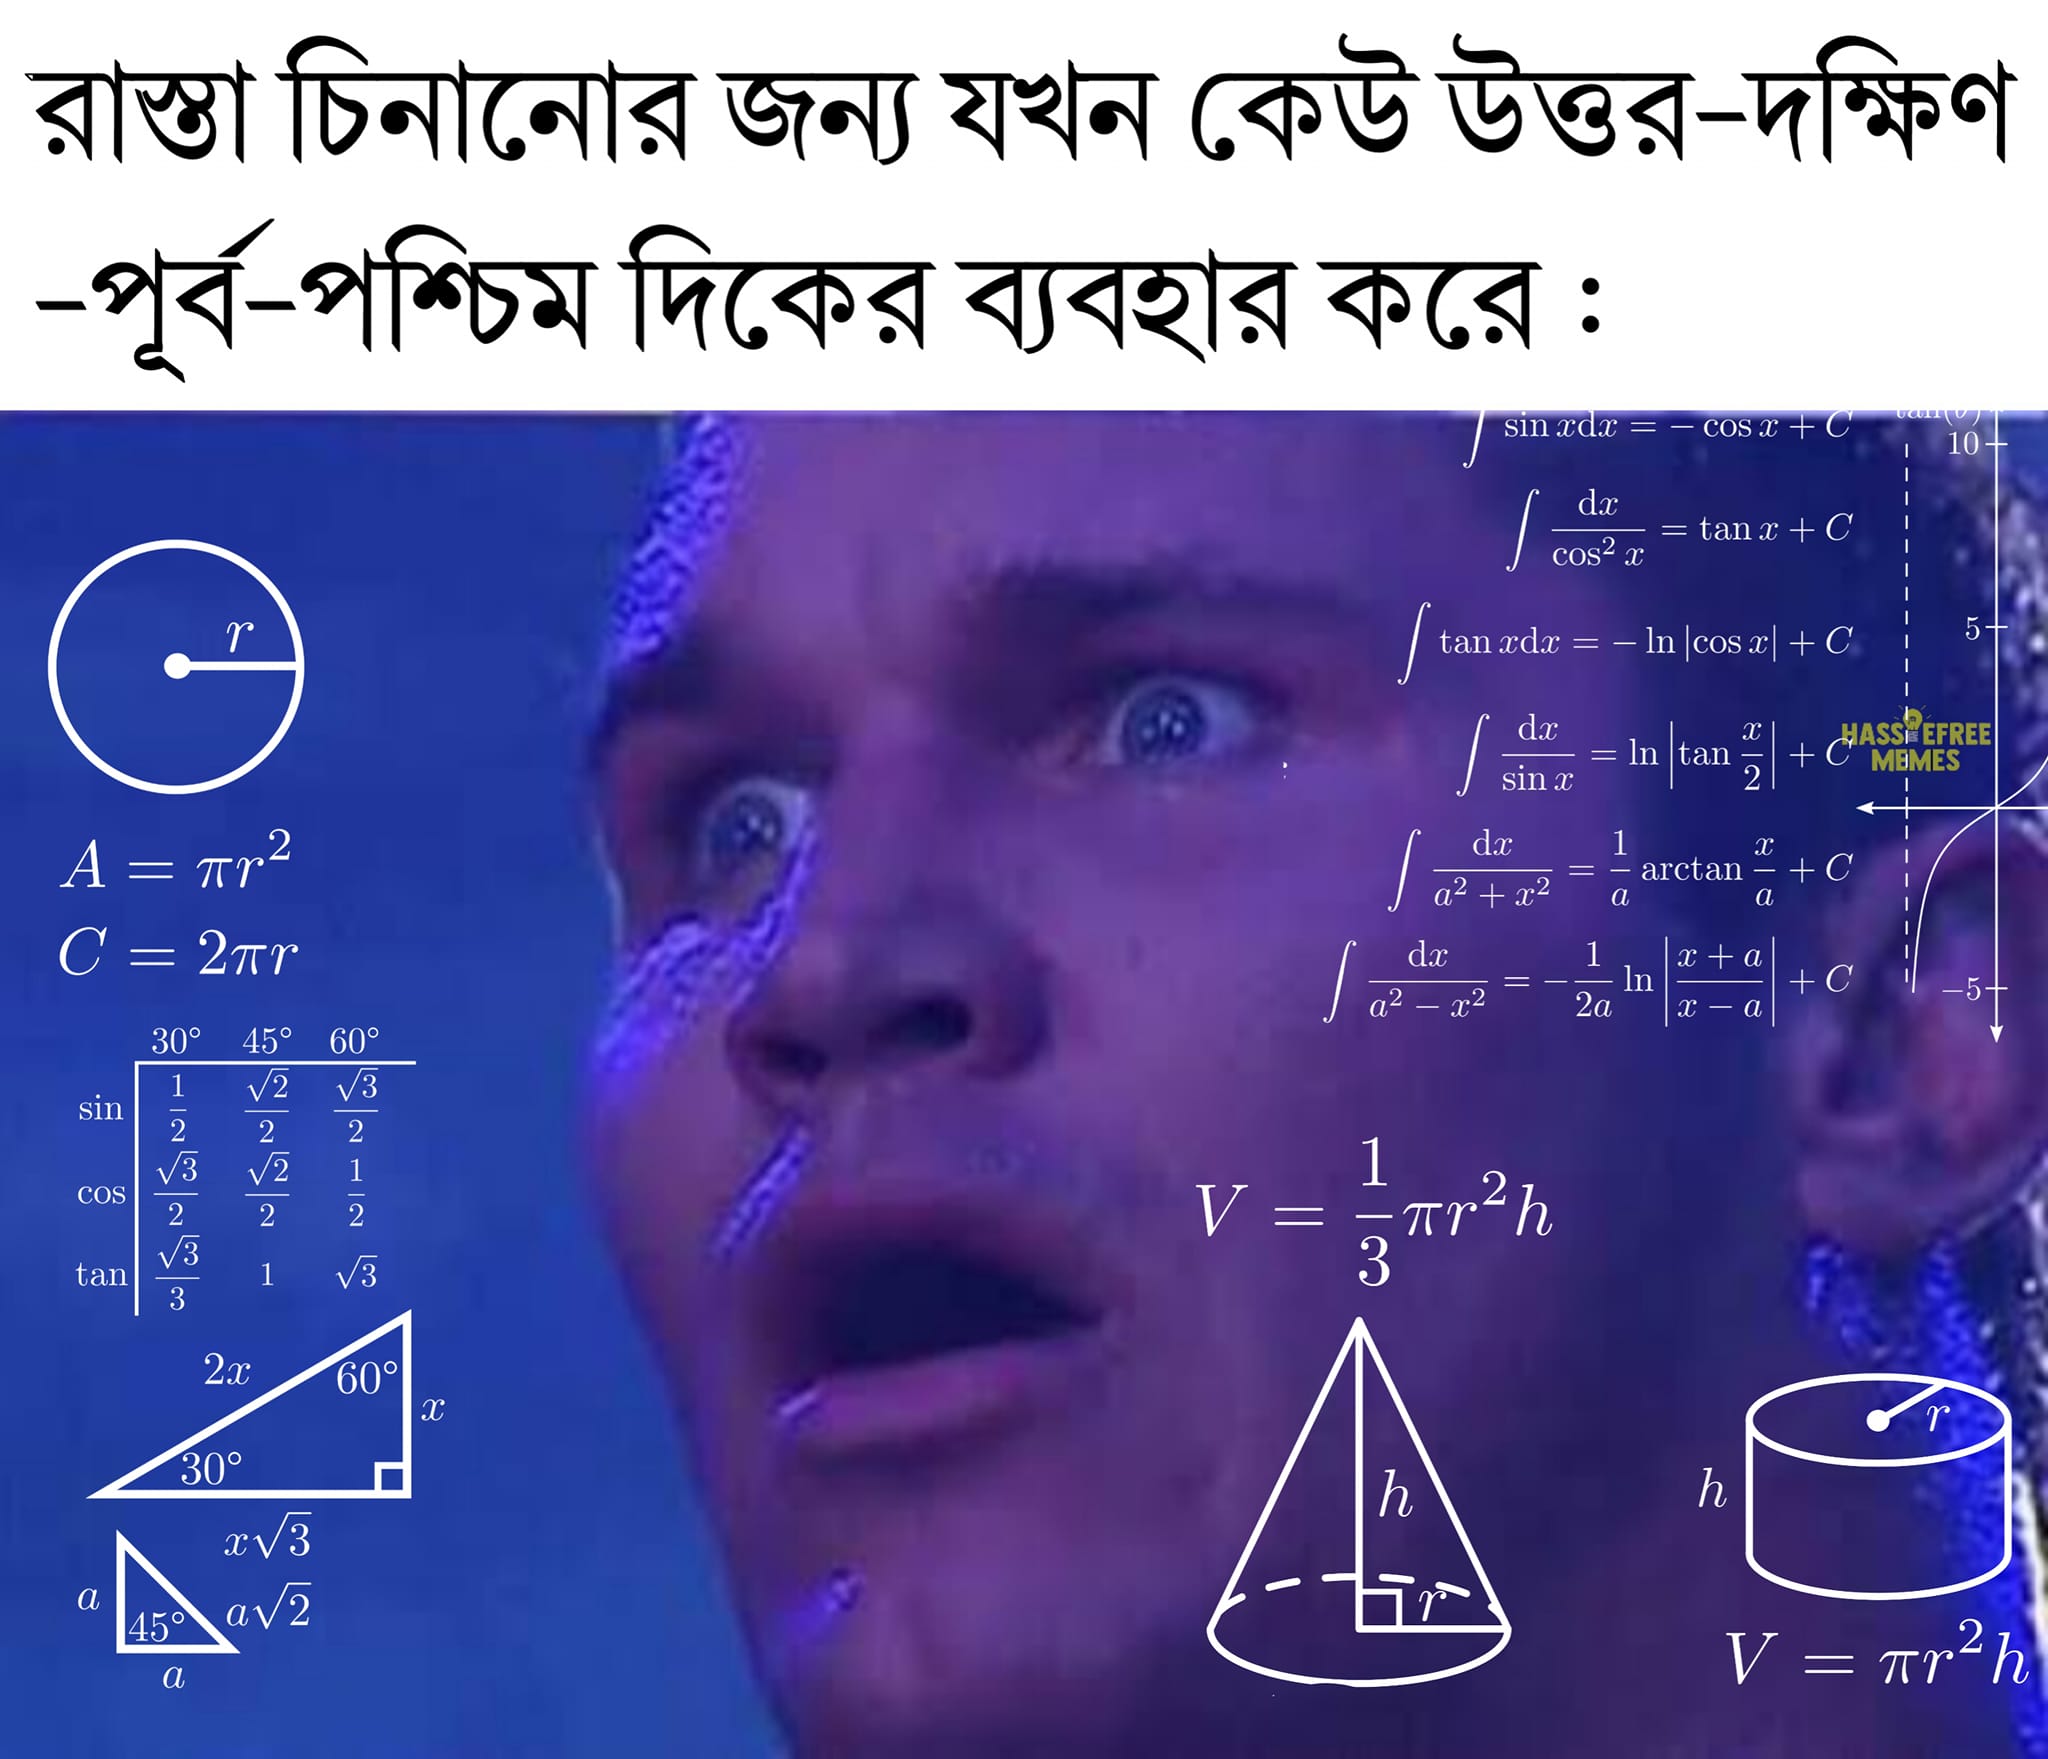 রাস্তা চিনানোর জন্য যখন কেউ উত্তর-দক্ষিণ
-পূর্ব-পশ্চিম দিকের ব্যবহার করে :
r
A = πr²
C = 2πr
30° 45° 60°
sin 1/2 √2/2 √3/2
cos √3/2 √2/2 1/2
tan √3/3 1 √3
2x 60° x
30°
x√3
a 45° a√2
a
∫ sin xdx = − cos x + C
∫ dx/cos² x = tan x + C
∫ tan xdx = − ln |cos x| + C
∫ dx/sin x = ln |tan x/2| + C
∫ dx/(a² + x²) = 1/a arctan x/a + C
∫ dx/(a² − x²) = −1/2a ln |(x + a)/(x − a)| + C
10
5
−5
HASSLEFREE
MEMES
V = 1/3 πr²h
h
r
r
h
V = πr²h